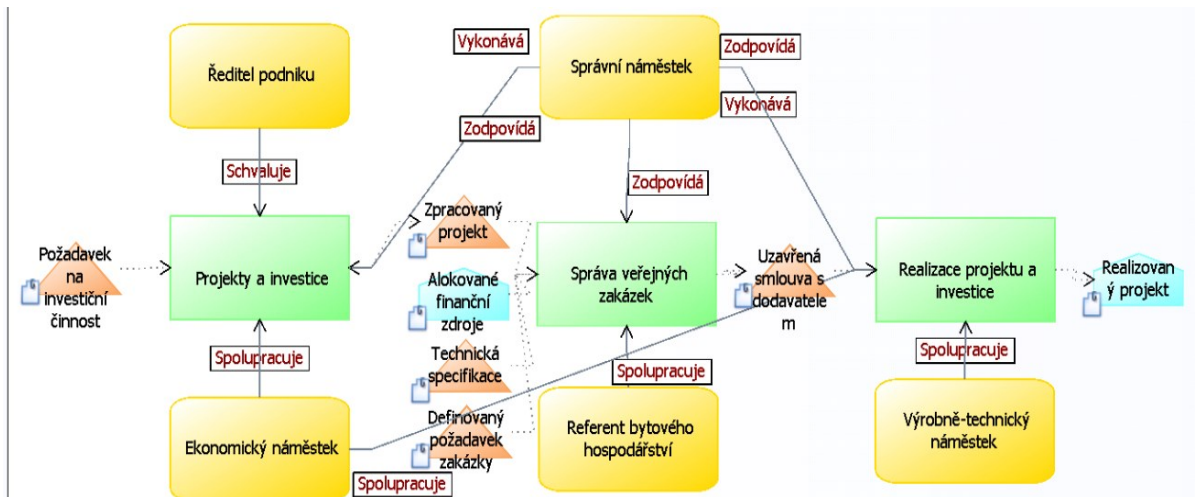 Ředitel podniku
Vykonává
Správní náměstek
Zodpovídá
Vykonává
Zodpovídá
Schvaluje
Zodpovídá
Požadavek
na
investiční
činnost
Projekty a investice
Zpracovaný
projekt
Alokované
finanční
zdroje
Technická
specifikace
Definovaný
požadavek
zakázky
Správa veřejných
zakázek
Uzavřená
smlouva s
dodavatele
m
Realizace projektu a
investice
Realizovan
ý projekt
Spolupracuje
Spolupracuje
Spolupracuje
Ekonomický náměstek
Spolupracuje
Referent bytového
hospodářství
Výrobně-technický
náměstek